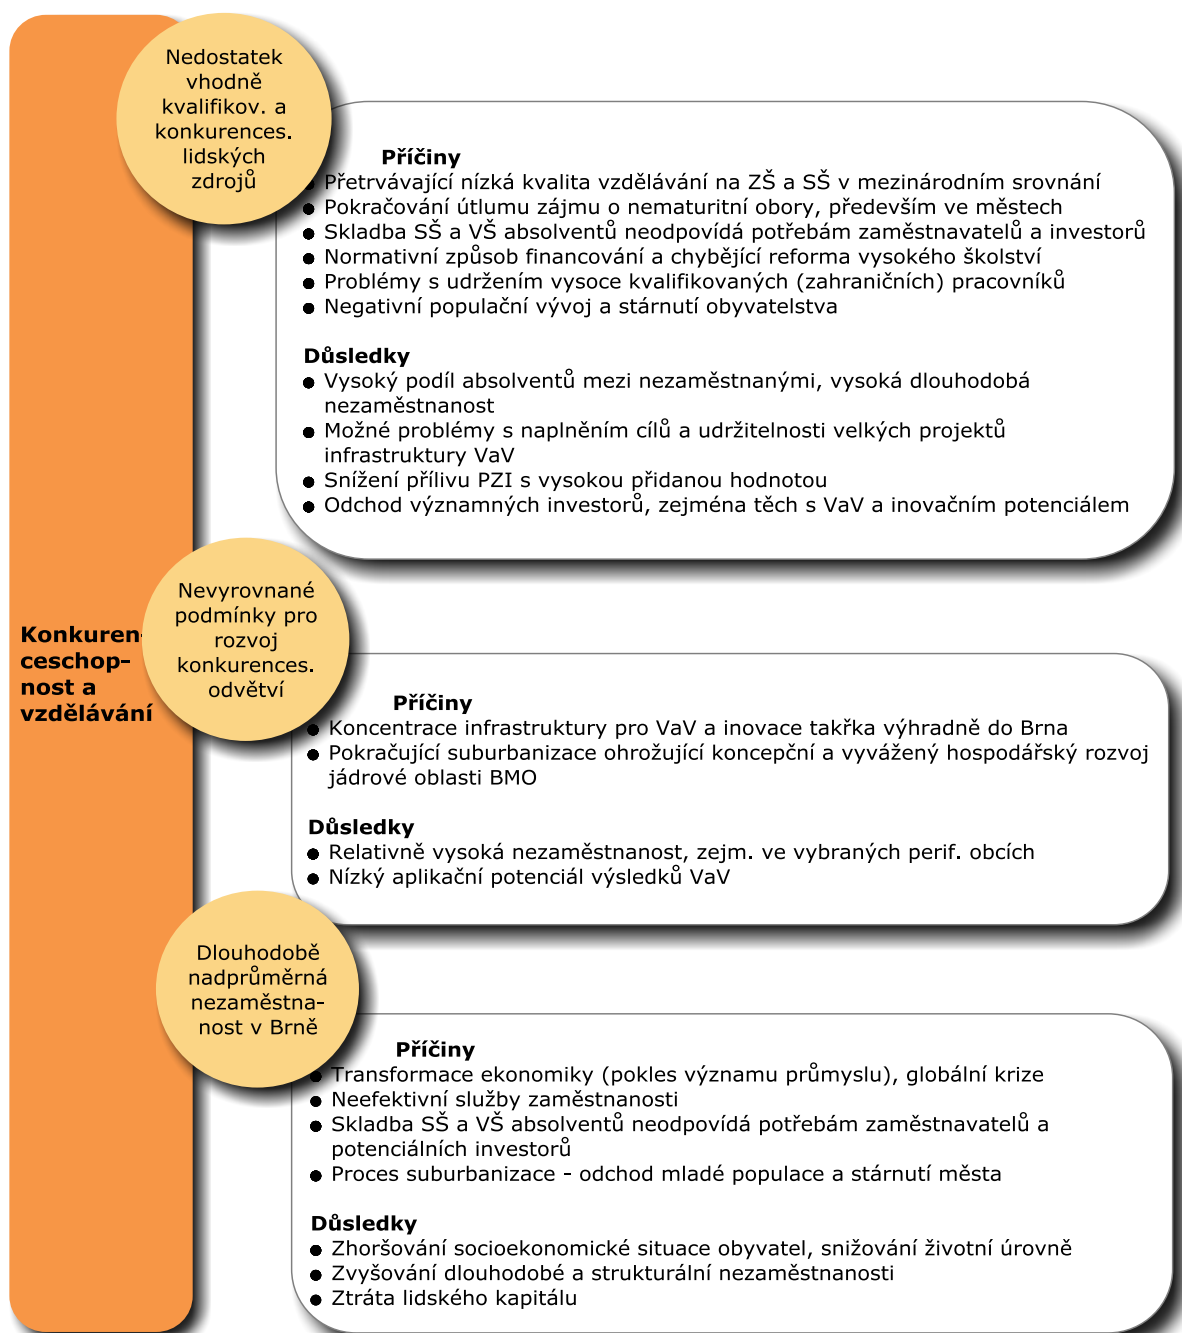 Konkuren-
ceschop-
nost a
vzdělávání
Nedostatek
vhodně
kvalifikov. a
konkurences.
lidských
zdrojů
Příčiny
Přetrvávající nízká kvalita vzdělávání na ZŠ a SŠ v mezinárodním srovnání
Pokračování útlumu zájmu o nematuritní obory, především ve městech
Skladba SŠ a VŠ absolventů neodpovídá potřebám zaměstnavatelů a investorů
Normativní způsob financování a chybějící reforma vysokého školství
Problémy s udržením vysoce kvalifikovaných (zahraničních) pracovníků
Negativní populační vývoj a stárnutí obyvatelstva
Důsledky
Vysoký podíl absolventů mezi nezaměstnanými, vysoká dlouhodobá
nezaměstnanost
Možné problémy s naplněním cílů a udržitelnosti velkých projektů
infrastruktury VaV
Snížení přílivu PZI s vysokou přidanou hodnotou
Odchod významných investorů, zejména těch s VaV a inovačním potenciálem
Nevyrovnané
podmínky pro
rozvoj
konkurences.
odvětví
Příčiny
Koncentrace infrastruktury pro VaV a inovace takřka výhradně do Brna
Pokračující suburbanizace ohrožující koncepční a vyvážený hospodářský rozvoj
jádrové oblasti BMO
Důsledky
Relativně vysoká nezaměstnanost, zejm. ve vybraných perif. obcích
Nízký aplikační potenciál výsledků VaV
Dlouhodobě
nadprůměrná
nezaměstna-
nost v Brně
Příčiny
Transformace ekonomiky (pokles významu průmyslu), globální krize
Neefektivní služby zaměstnanosti
Skladba SŠ a VŠ absolventů neodpovídá potřebám zaměstnavatelů a
potenciálních investorů
Proces suburbanizace - odchod mladé populace a stárnutí města
Důsledky
Zhoršování socioekonomické situace obyvatel, snižování životní úrovně
Zvyšování dlouhodobé a strukturální nezaměstnanosti
Ztráta lidského kapitálu